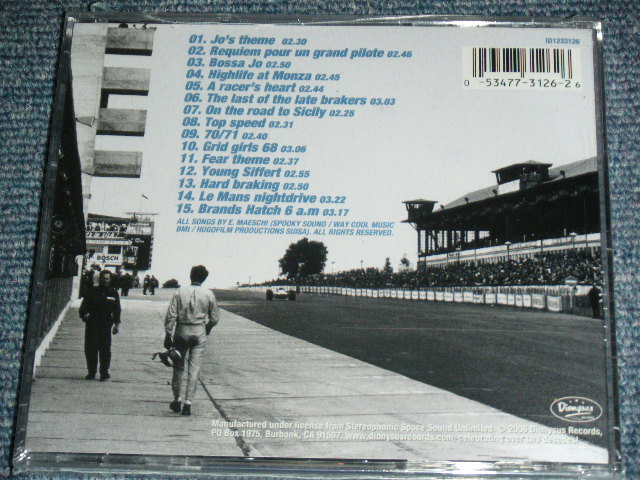 01. Jo's theme 02.30
02. Requiem pour un grand pilote 02.46
03. Bossa Jo 02.50
04. Highlife at Monza 02.45
05. A racer's heart 02.44
06. The last of the late brakers 03.03
07. On the road to Sicily 02.25
08. Top speed 02.31
09. 70/71 02.40
10. Grid girls 68 03.06
11. Fear theme 02.37
12. Young Siffert 02.55
13. Hard braking 02.50
14. Le Mans nightdrive 03.22
15. Brands Hatch 6 a.m 03.17
ALL SONGS BY E. MAESCHI (SPOOKY SOUND / WAY COOL MUSIC
BMI / HUGOFILM PRODUCTIONS SUISA). ALL RIGHTS RESERVED.
ID1233126
0 53477-3126-2 6
BOSCH
Dionysus
Manufactured under license from Stereophonic Space Sound Unlimited. © 2006 Dionysus Records,
PO Box 1975, Burbank, CA 91507. www.dionysusrecords.com; celebrating over two decades!